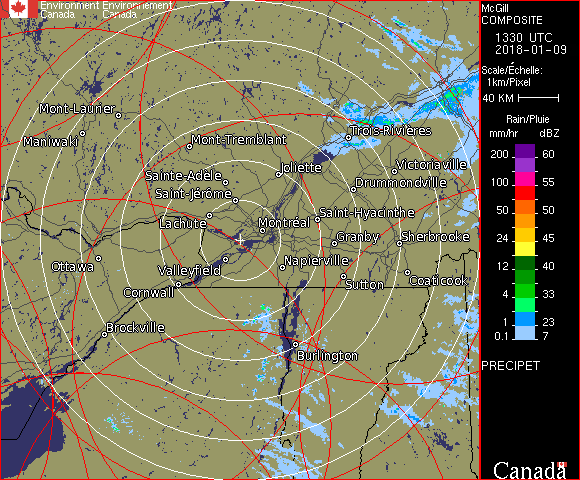 Environment Environnement
Canada Canada
Mont-Laurier
Maniwaki
Mont-Tremblant
Trois-Rivières
Sainte-Adèle
Joliette
Victoriaville
Saint-Jérôme
Drummondville
Lachute
Montréal
Saint-Hyacinthe
Granby
Sherbrooke
Ottawa
Valleyfield
Napierville
Cornwall
Sutton
Coaticook
Brockville
Burlington
McGill
COMPOSITE
1330 UTC
2018-01-09
Scale/Échelle:
1km/Pixel
40 KM
Rain/Pluie
mm/hr dBZ
200 60
150 57
100 55
50 50
24 45
12 40
4 33
1 23
0.1 7
PRECIPET
Canada